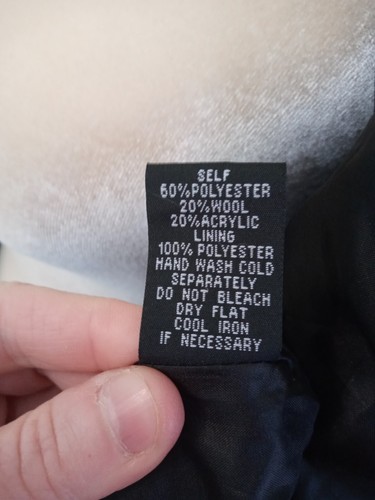 SELF
60%POLYESTER
20%WOOL
20%ACRYLIC
LINING
100% POLYESTER
HAND WASH COLD
SEPARATELY
DO NOT BLEACH
DRY FLAT
COOL IRON
IF NECESSARY